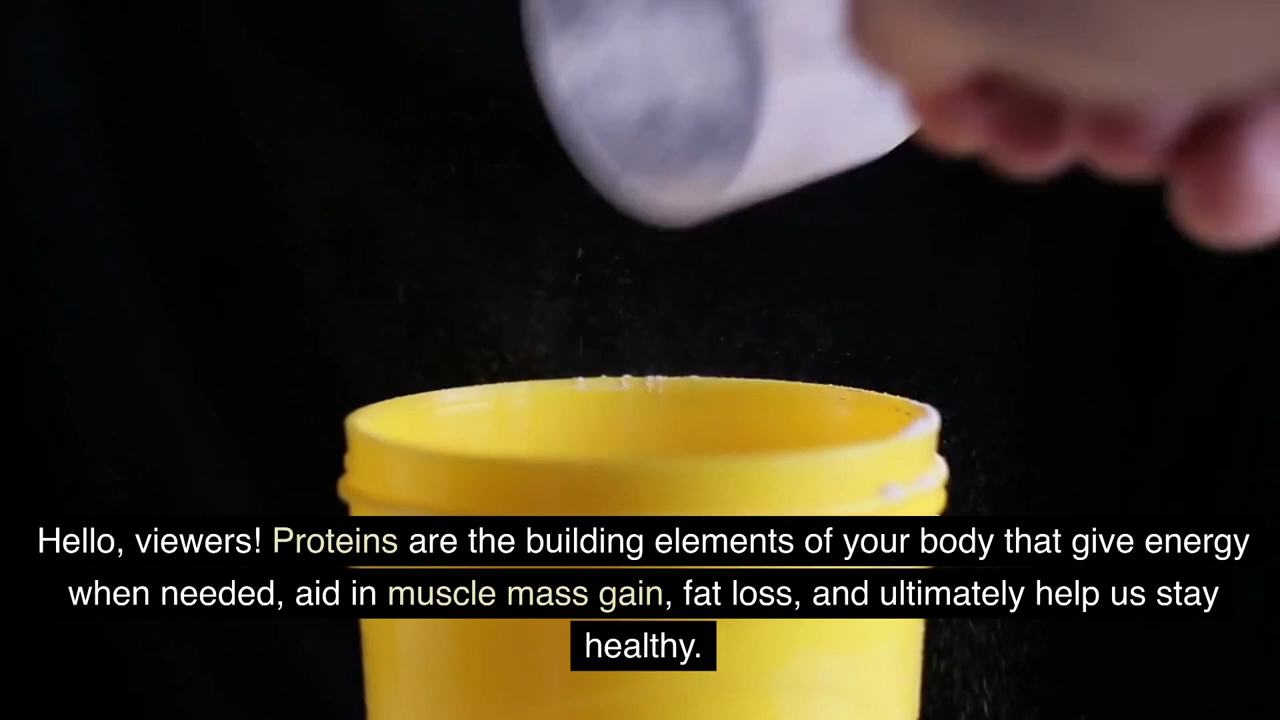 Hello, viewers! Proteins are the building elements of your body that give energy
when needed, aid in muscle mass gain, fat loss, and ultimately help us stay
healthy.